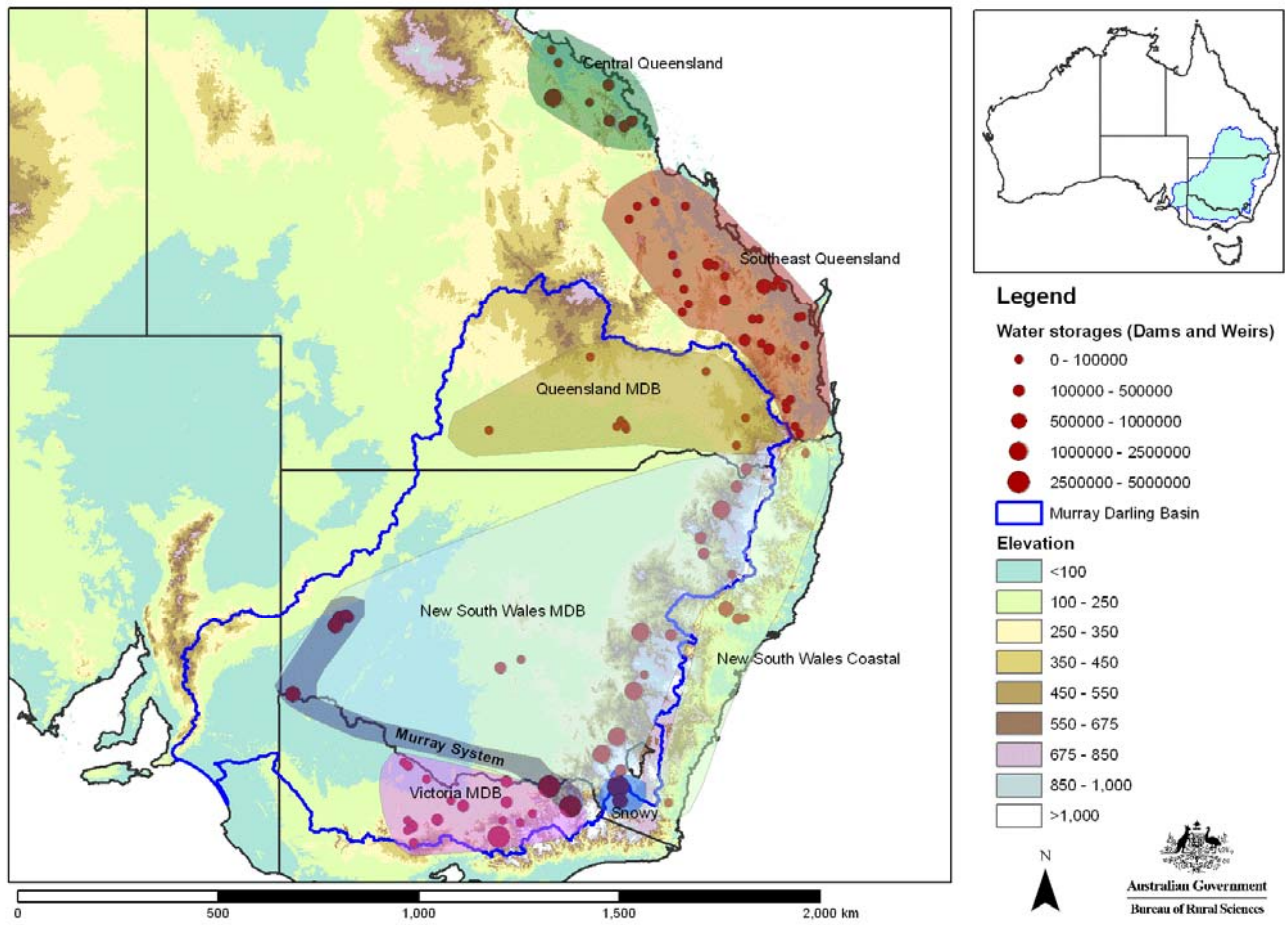 Central Queensland
Southeast Queensland
Queensland MDB
New South Wales MDB
New South Wales Coastal
Murray System
Victoria MDB
Snowy
0 500 1,000 1,500 2,000 km
Legend
Water storages (Dams and Weirs)
0 - 100000
100000 - 500000
500000 - 1000000
1000000 - 2500000
2500000 - 5000000
Murray Darling Basin
Elevation
<100
100 - 250
250 - 350
350 - 450
450 - 550
550 - 675
675 - 850
850 - 1,000
>1,000
N
Australian Government
Bureau of Rural Sciences